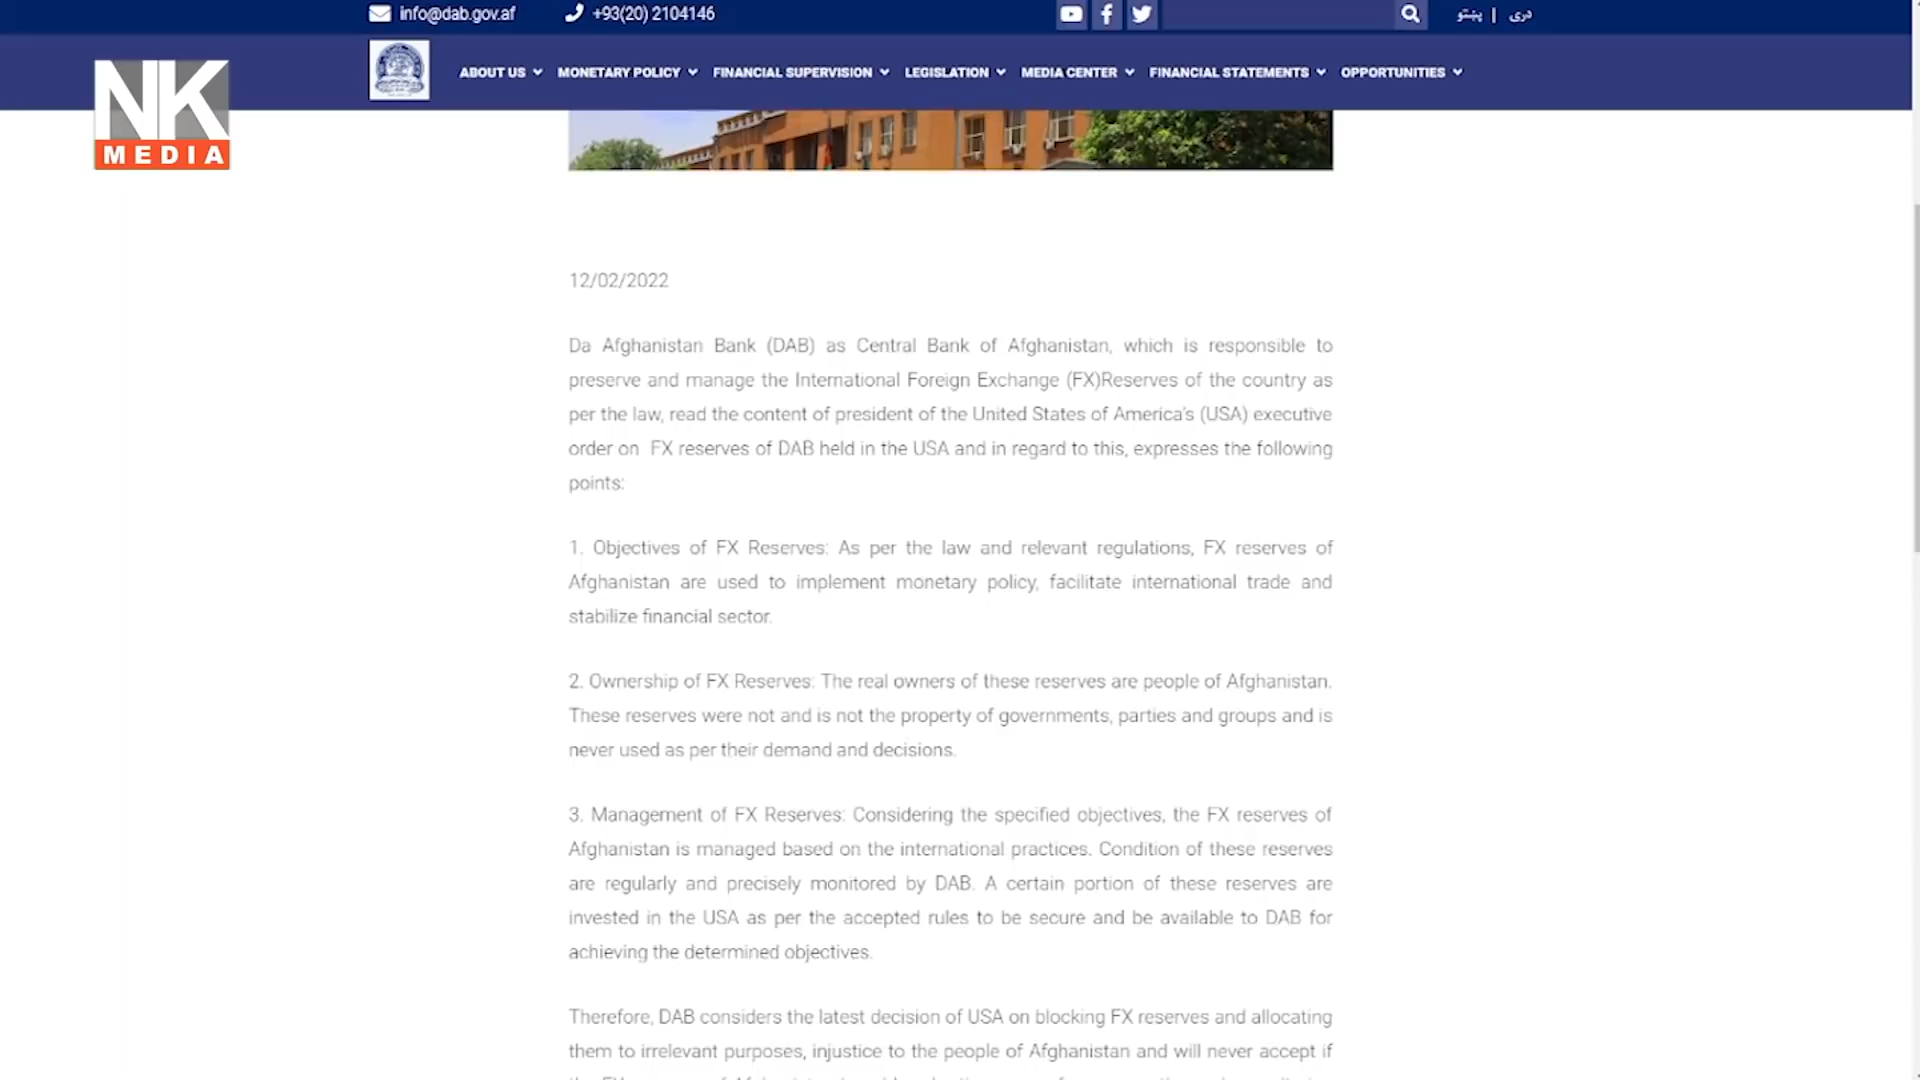 info@dab.gov.af +93(20) 2104146 پښتو | دری
NK
MEDIA
ABOUT US MONETARY POLICY FINANCIAL SUPERVISION LEGISLATION MEDIA CENTER FINANCIAL STATEMENTS OPPORTUNITIES
12/02/2022
Da Afghanistan Bank (DAB) as Central Bank of Afghanistan, which is responsible to
preserve and manage the International Foreign Exchange (FX)Reserves of the country as
per the law, read the content of president of the United States of America's (USA) executive
order on FX reserves of DAB held in the USA and in regard to this, expresses the following
points:
1. Objectives of FX Reserves: As per the law and relevant regulations, FX reserves of
Afghanistan are used to implement monetary policy, facilitate international trade and
stabilize financial sector.
2. Ownership of FX Reserves: The real owners of these reserves are people of Afghanistan.
These reserves were not and is not the property of governments, parties and groups and is
never used as per their demand and decisions.
3. Management of FX Reserves: Considering the specified objectives, the FX reserves of
Afghanistan is managed based on the international practices. Condition of these reserves
are regularly and precisely monitored by DAB. A certain portion of these reserves are
invested in the USA as per the accepted rules to be secure and be available to DAB for
achieving the determined objectives.
Therefore, DAB considers the latest decision of USA on blocking FX reserves and allocating
them to irrelevant purposes, injustice to the people of Afghanistan and will never accept if